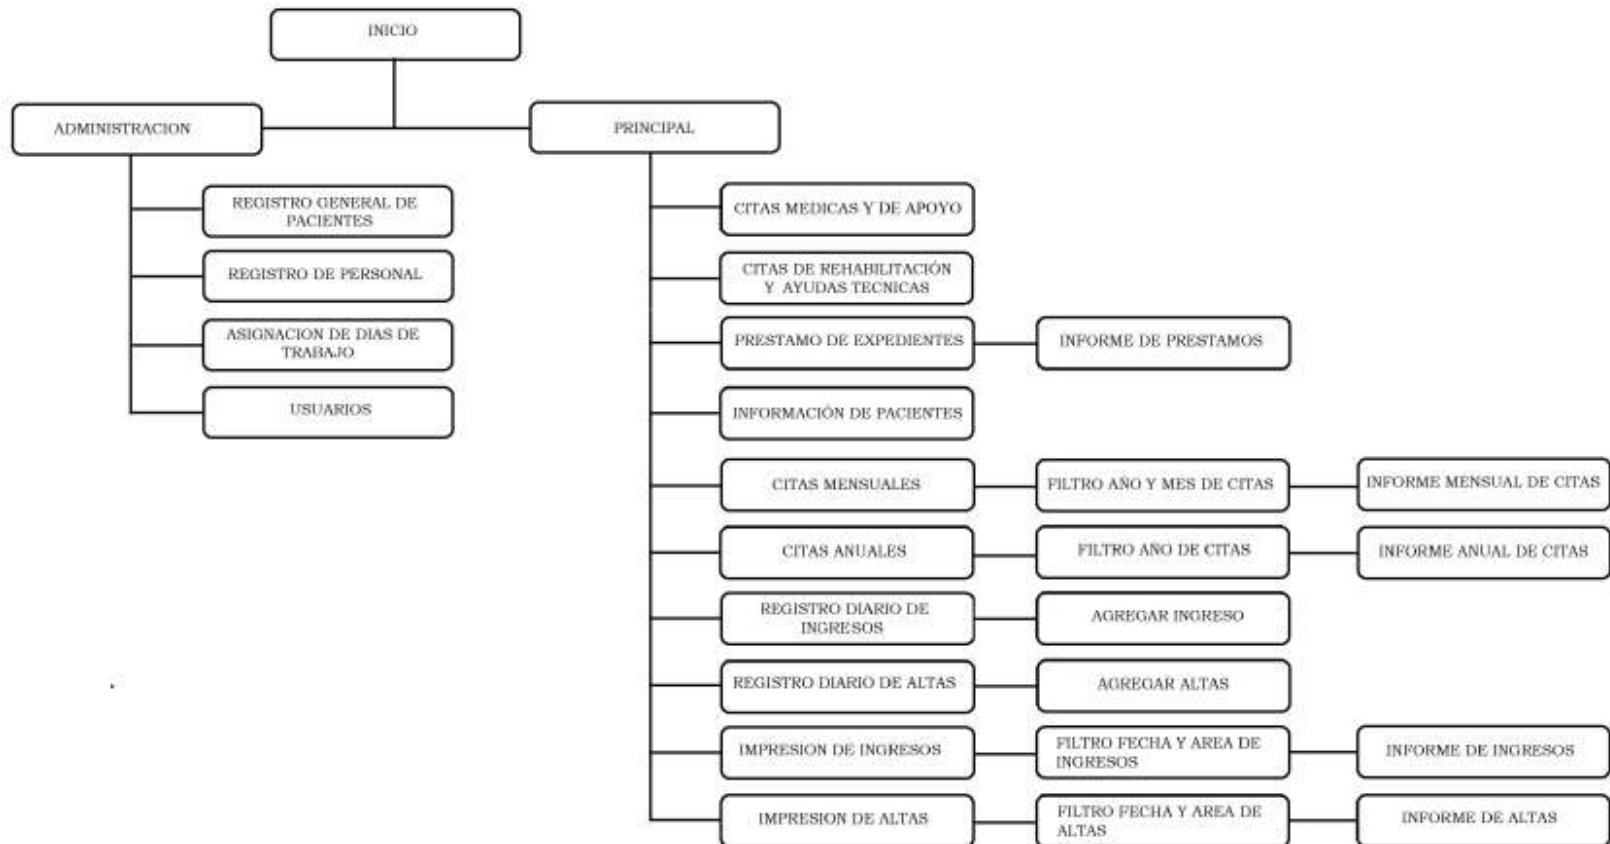 INICIO
ADMINISTRACION
PRINCIPAL
REGISTRO GENERAL DE
PACIENTES
REGISTRO DE PERSONAL
ASIGNACION DE DIAS DE
TRABAJO
USUARIOS
CITAS MEDICAS Y DE APOYO
CITAS DE REHABILITACIÓN
Y AYUDAS TECNICAS
PRESTAMO DE EXPEDIENTES
INFORME DE PRESTAMOS
INFORMACIÓN DE PACIENTES
CITAS MENSUALES
FILTRO AÑO Y MES DE CITAS
INFORME MENSUAL DE CITAS
CITAS ANUALES
FILTRO AÑO DE CITAS
INFORME ANUAL DE CITAS
REGISTRO DIARIO DE
INGRESOS
AGREGAR INGRESO
REGISTRO DIARIO DE ALTAS
AGREGAR ALTAS
IMPRESION DE INGRESOS
FILTRO FECHA Y AREA DE
INGRESOS
INFORME DE INGRESOS
IMPRESION DE ALTAS
FILTRO FECHA Y AREA DE
ALTAS
INFORME DE ALTAS